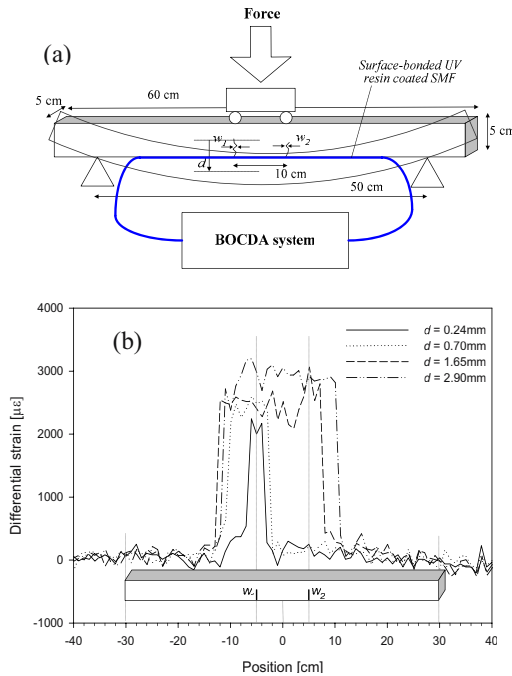 Force
(a)
Surface-bonded UV
resin coated SMF
60 cm
5 cm
5 cm
w₁
w₂
d
10 cm
50 cm
BOCDA system
(b)
d = 0.24mm
d = 0.70mm
d = 1.65mm
d = 2.90mm
Differential strain [με]
4000
3000
2000
1000
0
-1000
w₂
-40 -30 -20 -10 0 10 20 30 40
Position [cm]